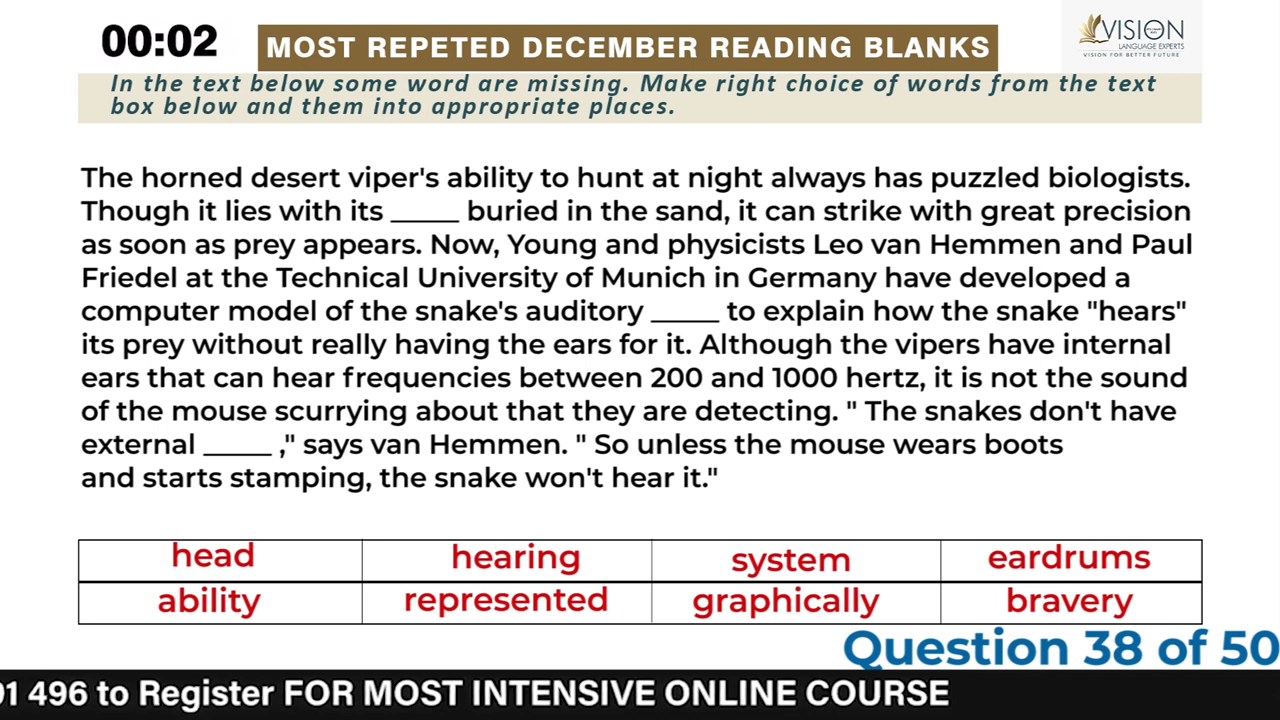 00:02
MOST REPETED DECEMBER READING BLANKS
VISION
LANGUAGE EXPERTS
VISION FOR BETTER FUTURE
In the text below some word are missing. Make right choice of words from the text
box below and them into appropriate places.
The horned desert viper's ability to hunt at night always has puzzled biologists.
Though it lies with its _____ buried in the sand, it can strike with great precision
as soon as prey appears. Now, Young and physicists Leo van Hemmen and Paul
Friedel at the Technical University of Munich in Germany have developed a
computer model of the snake's auditory _____ to explain how the snake "hears"
its prey without really having the ears for it. Although the vipers have internal
ears that can hear frequencies between 200 and 1000 hertz, it is not the sound
of the mouse scurrying about that they are detecting. " The snakes don't have
external _____ ," says van Hemmen. " So unless the mouse wears boots
and starts stamping, the snake won't hear it."
head hearing system eardrums
ability represented graphically bravery
Question 38 of 50
91 496 to Register FOR MOST INTENSIVE ONLINE COURSE